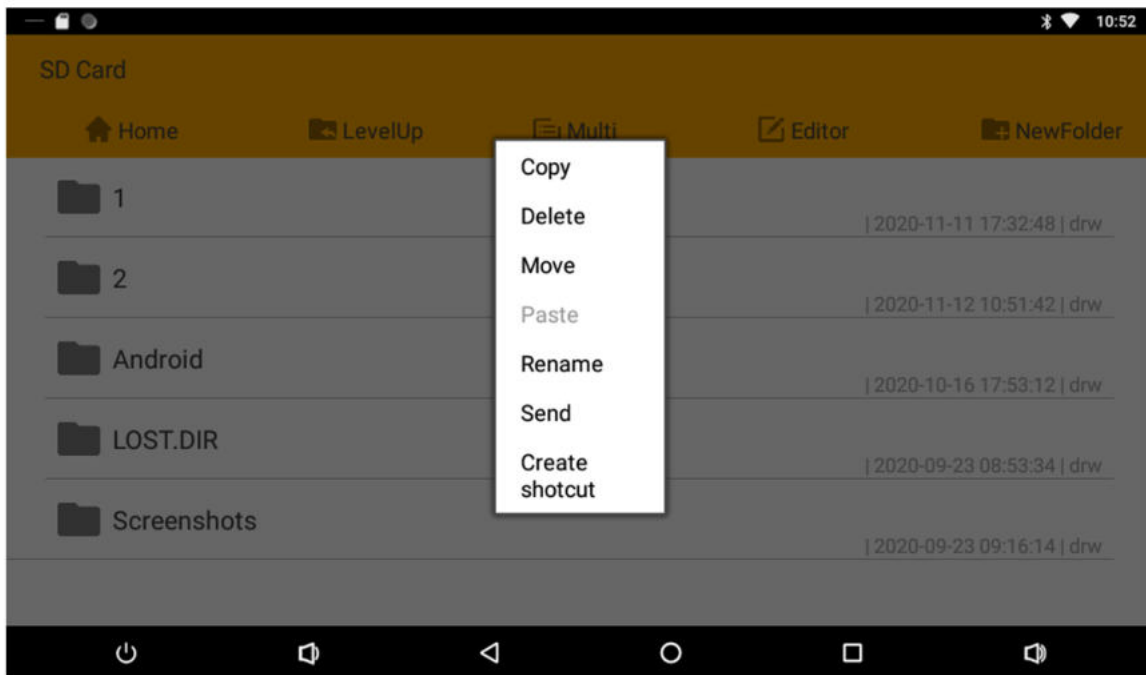 10:52
SD Card
Home LevelUp Multi Editor NewFolder
Copy
Delete
Move
Paste
Rename
Send
Create
shotcut
1
| 2020-11-11 17:32:48 | drw
2
| 2020-11-12 10:51:42 | drw
Android
| 2020-10-16 17:53:12 | drw
LOST.DIR
| 2020-09-23 08:53:34 | drw
Screenshots
| 2020-09-23 09:16:14 | drw